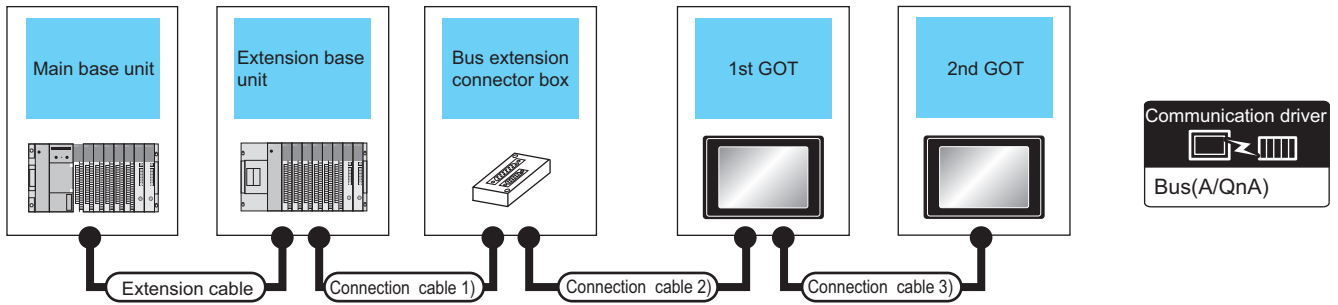 Main base unit
Extension base
unit
Bus extension
connector box
1st GOT
2nd GOT
Communication driver
Bus(A/QnA)
Extension cable
Connection cable 1)
Connection cable 2)
Connection cable 3)